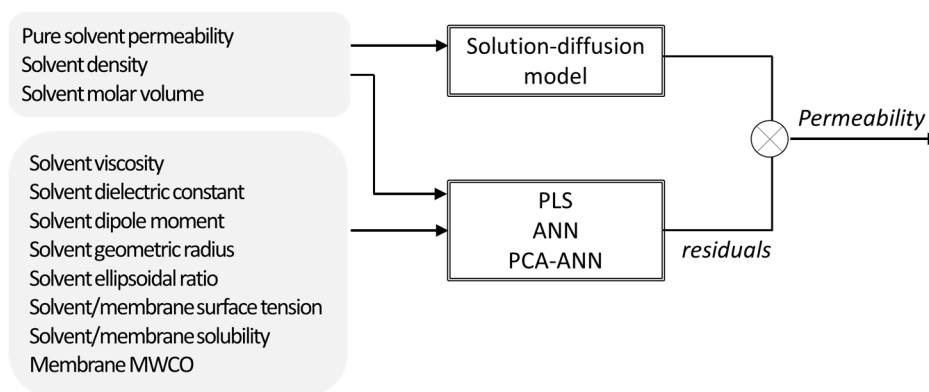 Pure solvent permeability
Solvent density
Solvent molar volume
Solution-diffusion
model
Permeability
Solvent viscosity
Solvent dielectric constant
Solvent dipole moment
Solvent geometric radius
Solvent ellipsoidal ratio
Solvent/membrane surface tension
Solvent/membrane solubility
Membrane MWCO
PLS
ANN
PCA-ANN
residuals